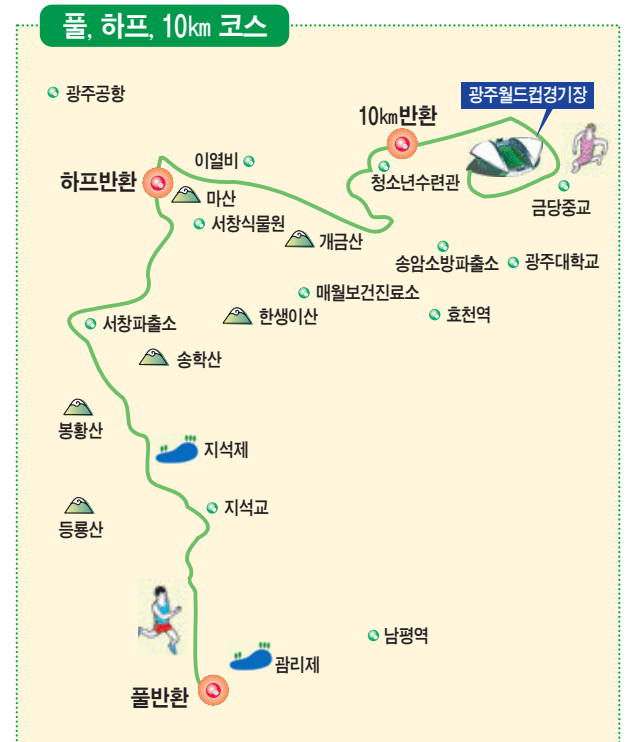 풀, 하프, 10km 코스
광주공항
광주월드컵경기장
10km반환
이열비
청소년수련관
하프반환
마산
금당중교
서창식물원
개금산
송암소방파출소
광주대학교
매월보건진료소
서창파출소
한생이산
효천역
송학산
봉황산
지석제
지석교
등룡산
남평역
괌리제
풀반환